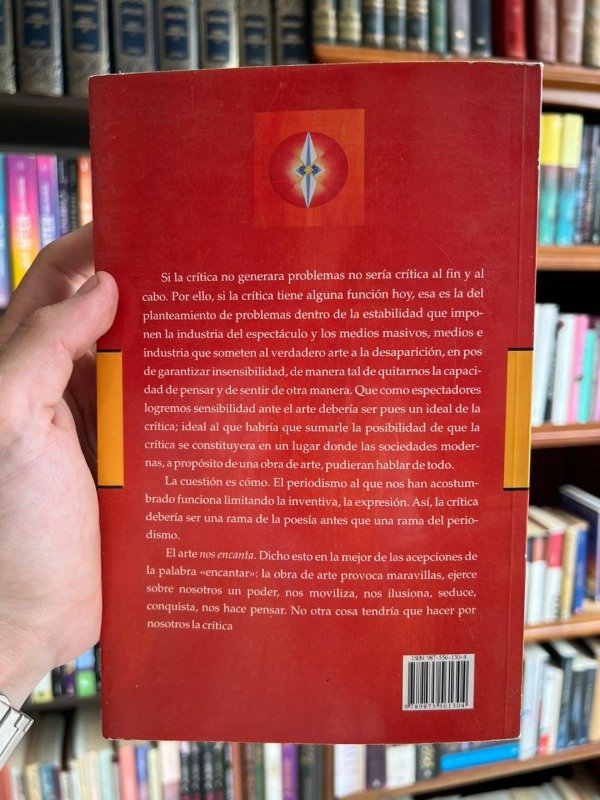 Si la crítica no generara problemas no sería crítica al fin y al
cabo. Por ello, si la crítica tiene alguna función hoy, esa es la del
planteamiento de problemas dentro de la estabilidad que impo-
nen la industria del espectáculo y los medios masivos, medios e
industria que someten al verdadero arte a la desaparición, en pos
de garantizar insensibilidad, de manera tal de quitarnos la capaci-
dad de pensar y de sentir de otra manera. Que como espectadores
logremos sensibilidad ante el arte debería ser pues un ideal de la
crítica; ideal al que habría que sumarle la posibilidad de que la
crítica se constituyera en un lugar donde las sociedades moder-
nas, a propósito de una obra de arte, pudieran hablar de todo.
La cuestión es cómo. El periodismo al que nos han acostum-
brado funciona limitando la inventiva, la expresión. Así, la crítica
debería ser una rama de la poesía antes que una rama del perio-
dismo.
El arte nos encanta. Dicho esto en la mejor de las acepciones de
la palabra «encantar»: la obra de arte provoca maravillas, ejerce
sobre nosotros un poder, nos moviliza, nos ilusiona, seduce,
conquista, nos hace pensar. No otra cosa tendría que hacer por
nosotros la crítica
ISBN 987-556-130-4
9789875561304